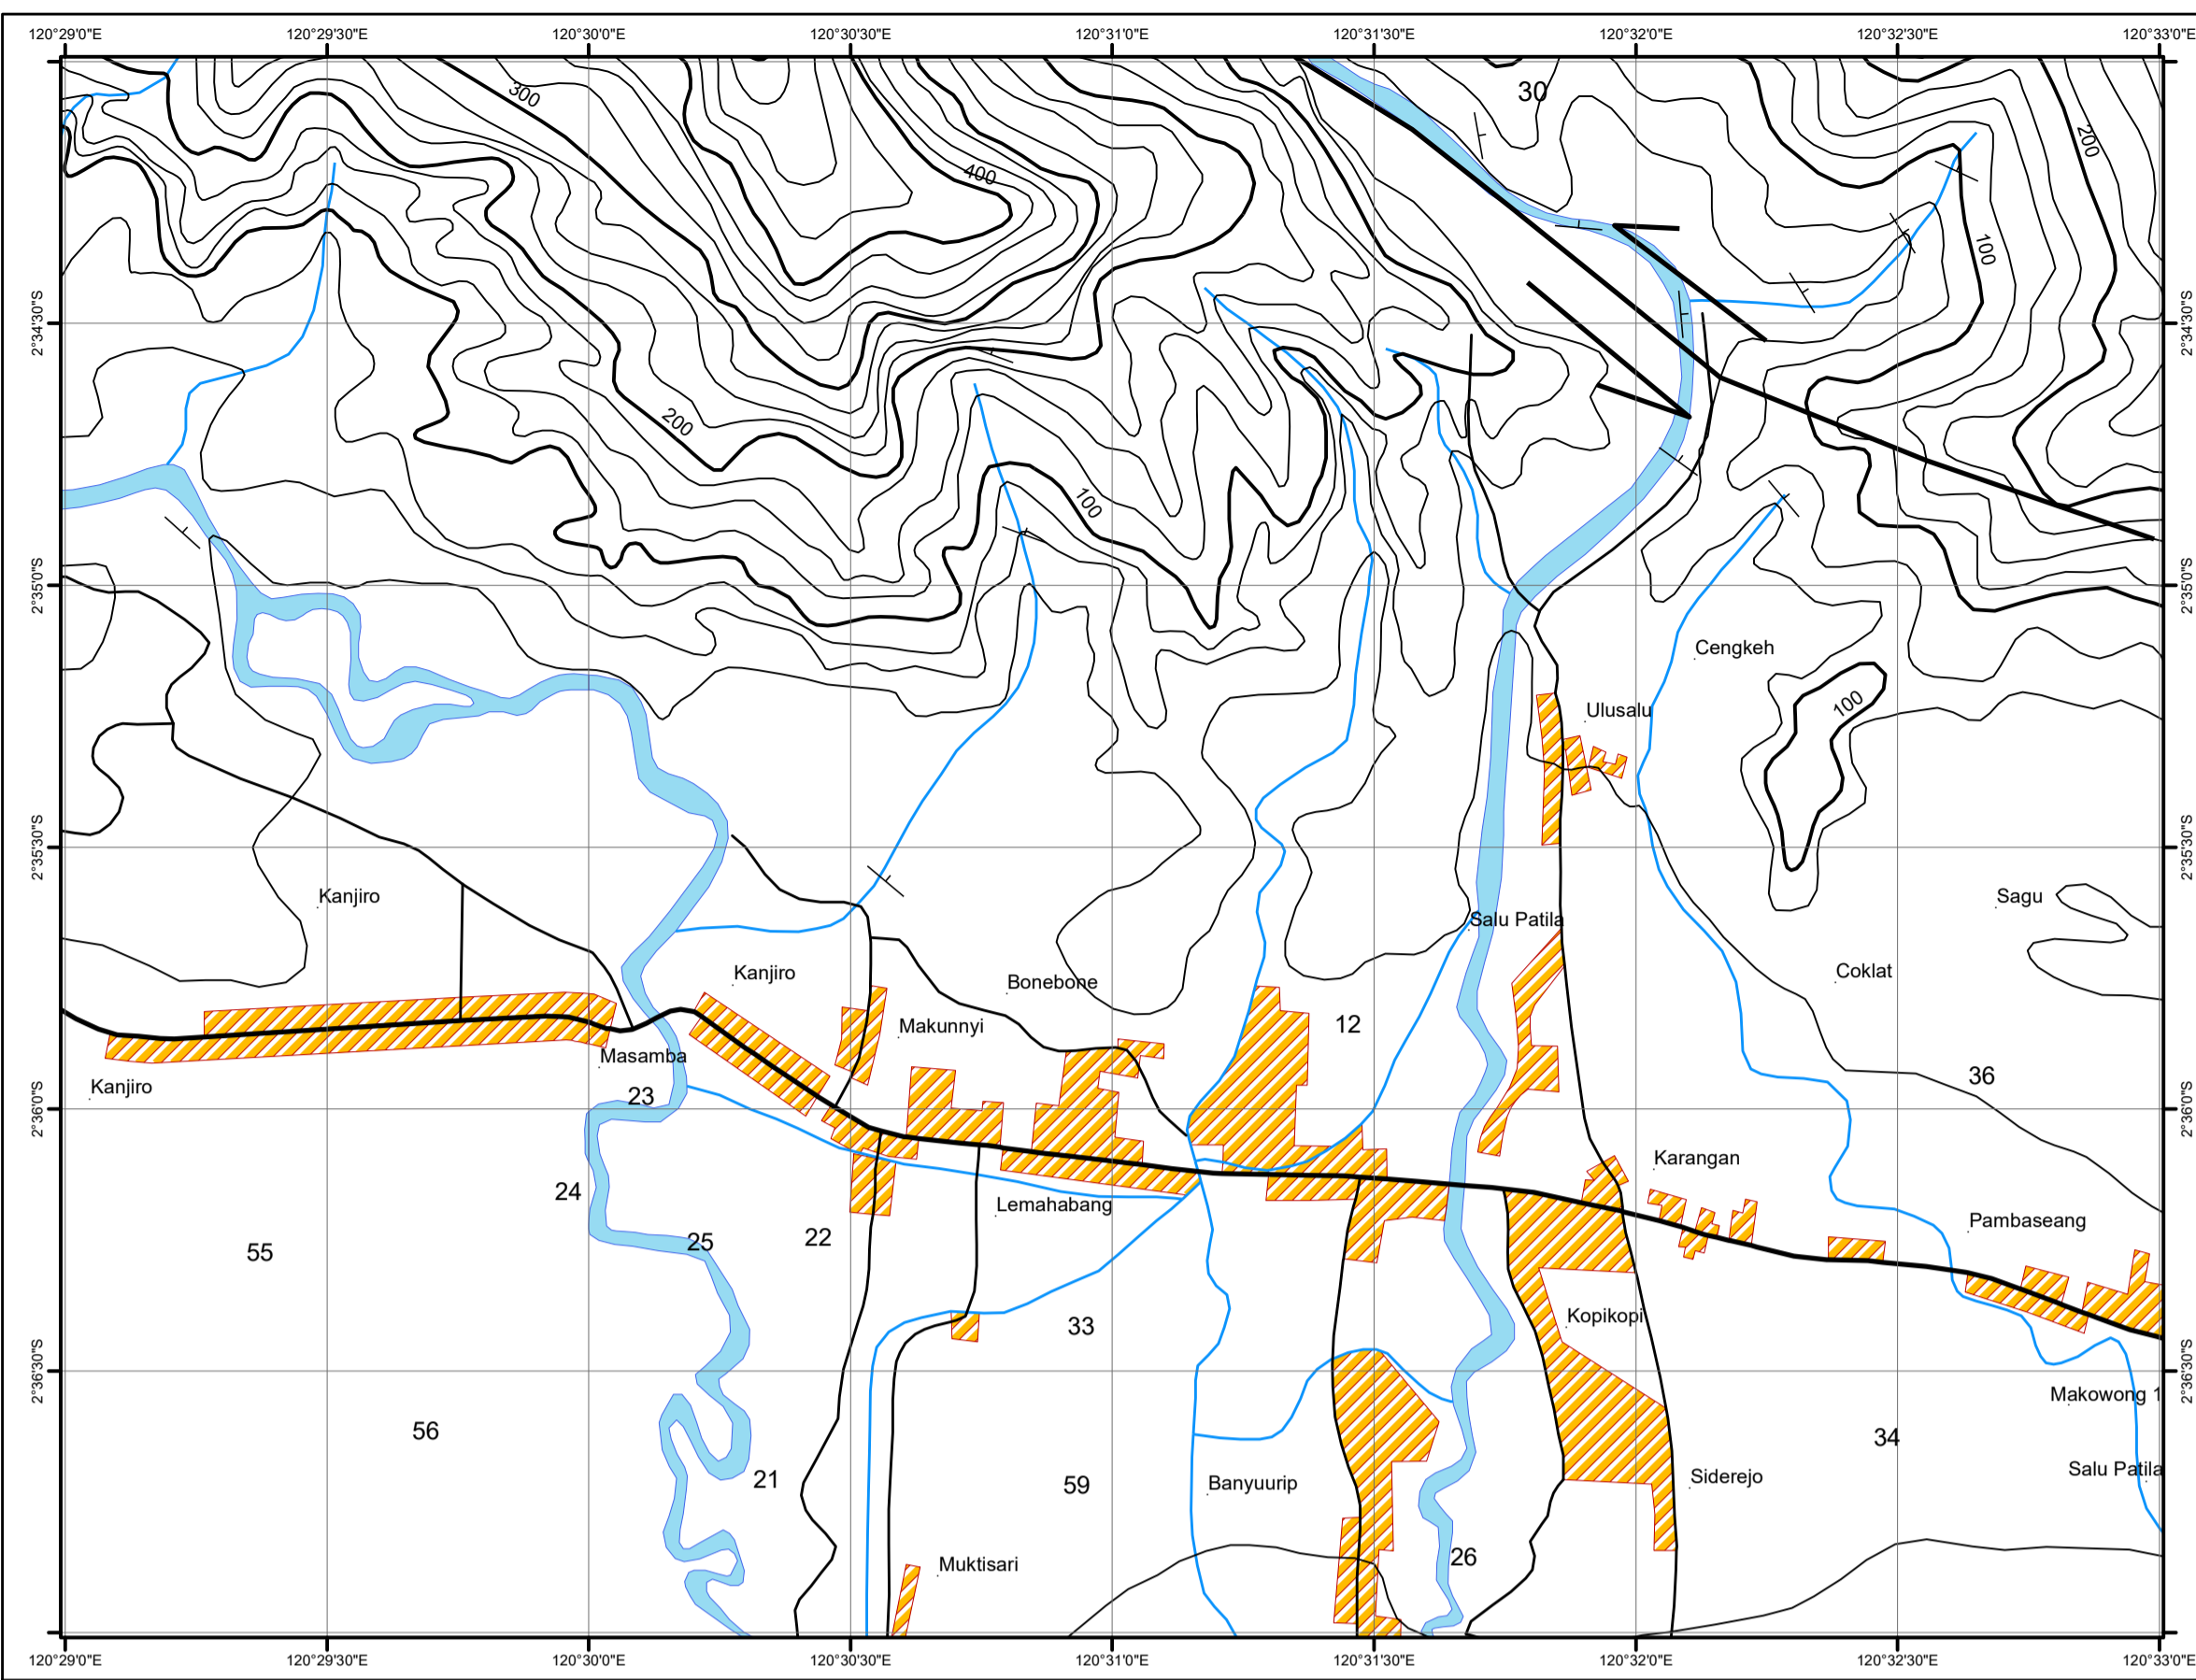 120°29'0"E 120°29'30"E 120°30'0"E 120°30'30"E 120°31'0"E 120°31'30"E 120°32'0"E 120°32'30"E 120°33'0"E
300
30
200
400
100
2°34'30"S 2°34'30"S
200
100
2°35'0"S 2°35'0"S
Cengkeh
Ulusalu
100
2°35'30"S 2°35'30"S
Kanjiro
Sagu
Salu Patila
Kanjiro
Bonebone
Coklat
Makunnyi
12
Masamba
36
Kanjiro
23
2°36'0"S 2°36'0"S
Karangan
24
Lemahabang
Pambaseang
22
25
55
Kopikopi
33
2°36'30"S 2°36'30"S
Makowong 1
56
34
21
59
Banyuurip
Siderejo
Salu Patila
Muktisari
26
120°29'0"E 120°29'30"E 120°30'0"E 120°30'30"E 120°31'0"E 120°31'30"E 120°32'0"E 120°32'30"E 120°33'0"E